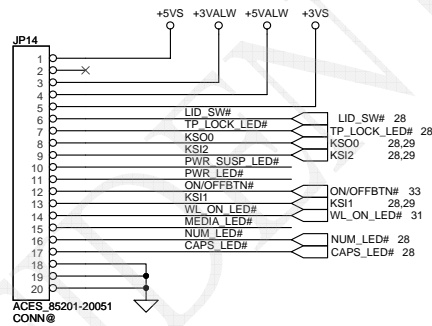 +5VS +3VALW +5VALW +3VS
JP14
1
2
3
4
5
6 LID_SW# LID_SW# 28
7 TP_LOCK_LED# TP_LOCK_LED# 28
8 KSO0 KSO0 28,29
9 KSI2 KSI2 28,29
10 PWR_SUSP_LED#
11 PWR_LED#
12 ON/OFFBTN# ON/OFFBTN# 33
13 KSI1 KSI1 28,29
14 WL_ON_LED# WL_ON_LED# 31
15 MEDIA_LED#
16 NUM_LED# NUM_LED# 28
17 CAPS_LED# CAPS_LED# 28
18
19
20
ACES_85201-20051
CONN@